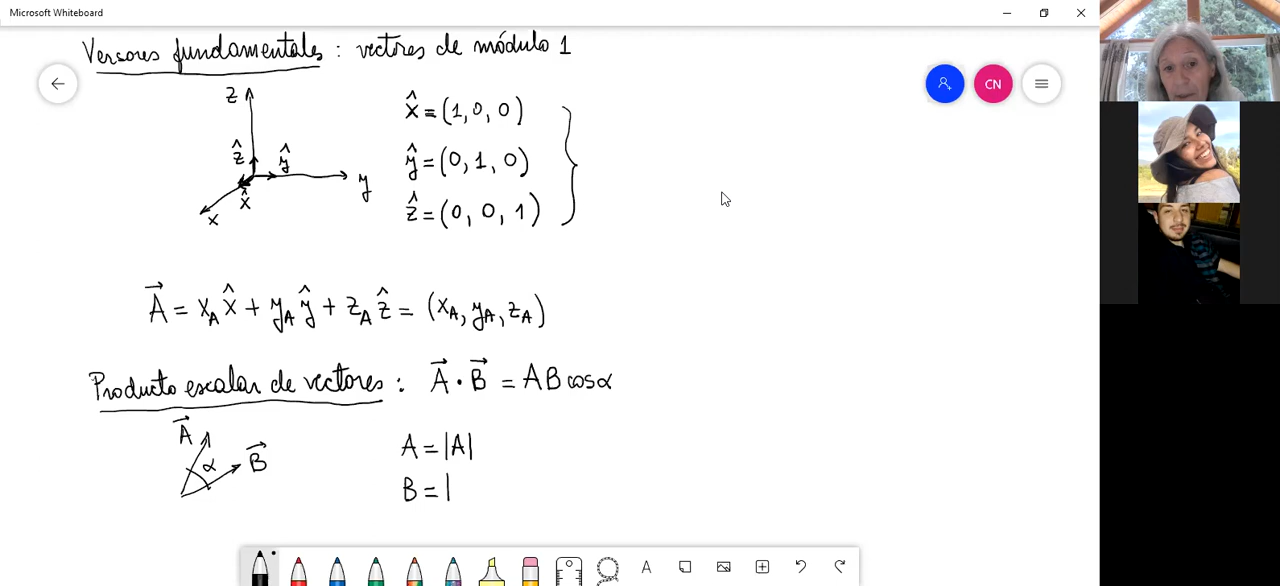 Microsoft Whiteboard
Versores fundamentales : vectores de módulo 1
CN
z
ẑ
ŷ
y
x̂
x
x̂ = (1, 0, 0)
ŷ = (0, 1, 0)
ẑ = (0, 0, 1)
A⃗ = x_A x̂ + y_A ŷ + z_A ẑ = (x_A, y_A, z_A)
Producto escalar de vectores : A⃗ · B⃗ = A B cos α
A⃗
α
B⃗
A = |A|
B = |
A